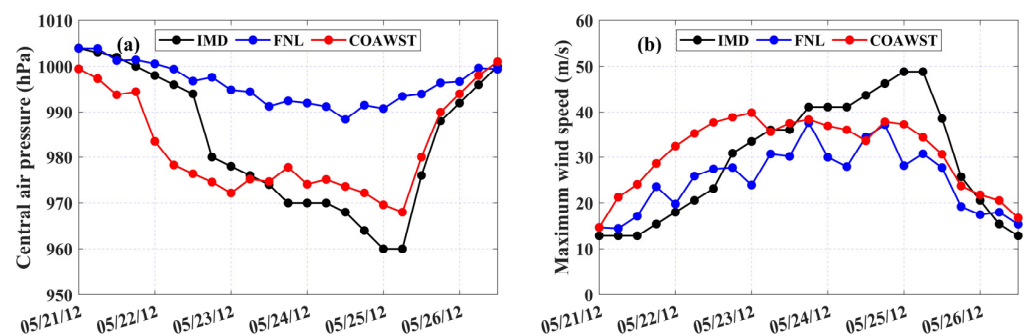 (a)
IMD FNL COAWST
Central air pressure (hPa)
1010
1000
990
980
970
960
950
05/21/12 05/22/12 05/23/12 05/24/12 05/25/12 05/26/12
(b)
IMD FNL COAWST
Maximum wind speed (m/s)
60
50
40
30
20
10
0
05/21/12 05/22/12 05/23/12 05/24/12 05/25/12 05/26/12